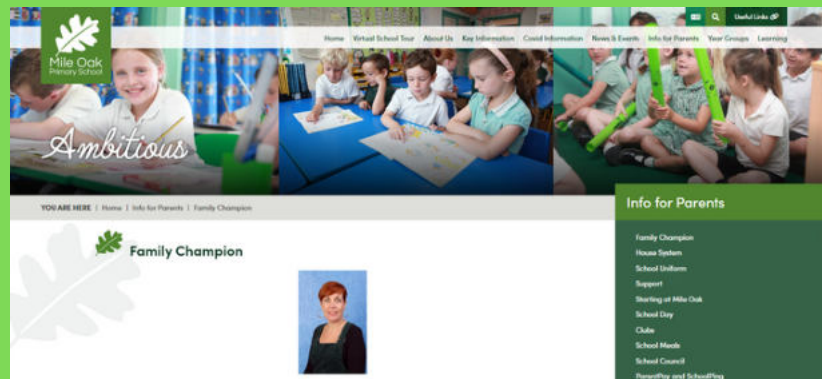 Useful Links
Mile Oak
Primary School
Home Virtual School Tour About Us Key Information Covid Information News & Events Info for Parents Year Groups Learning
Ambitious
YOU ARE HERE | Home | Info for Parents | Family Champion
Family Champion
Info for Parents
Family Champion
House System
School Uniform
Support
Starting at Mile Oak
School Day
Clubs
School Meals
School Council
ParentPay and SchoolPing